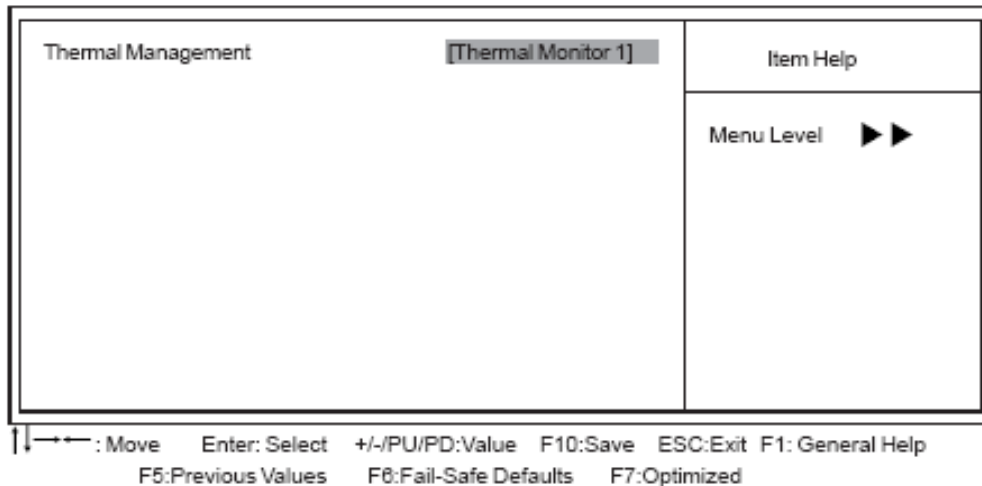 Thermal Management [Thermal Monitor 1]
Item Help
Menu Level ▶▶
↑↓→←: Move Enter: Select +/-/PU/PD:Value F10:Save ESC:Exit F1: General Help
F5:Previous Values F6:Fail-Safe Defaults F7:Optimized